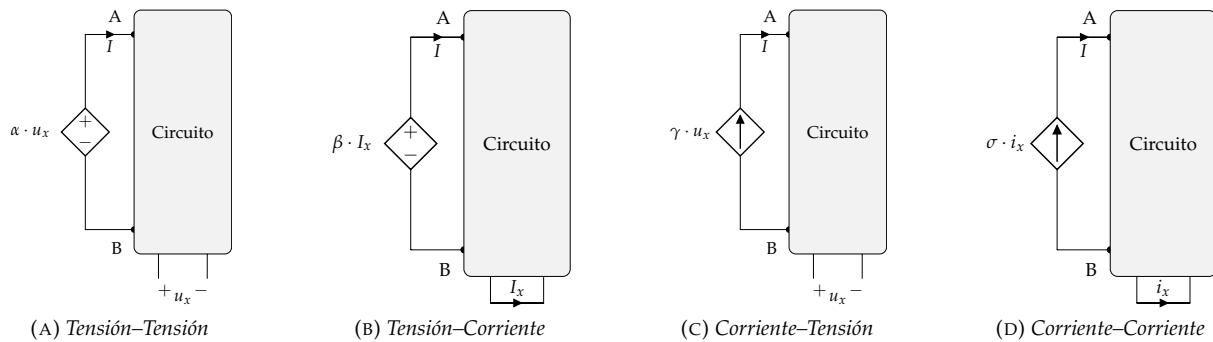 A
I
α · u_x
+
−
Circuito
B
+ u_x −
(A) Tensión–Tensión
A
I
β · I_x
+
−
Circuito
B
I_x
(B) Tensión–Corriente
A
I
γ · u_x
Circuito
B
+ u_x −
(C) Corriente–Tensión
A
I
σ · i_x
Circuito
B
i_x
(D) Corriente–Corriente